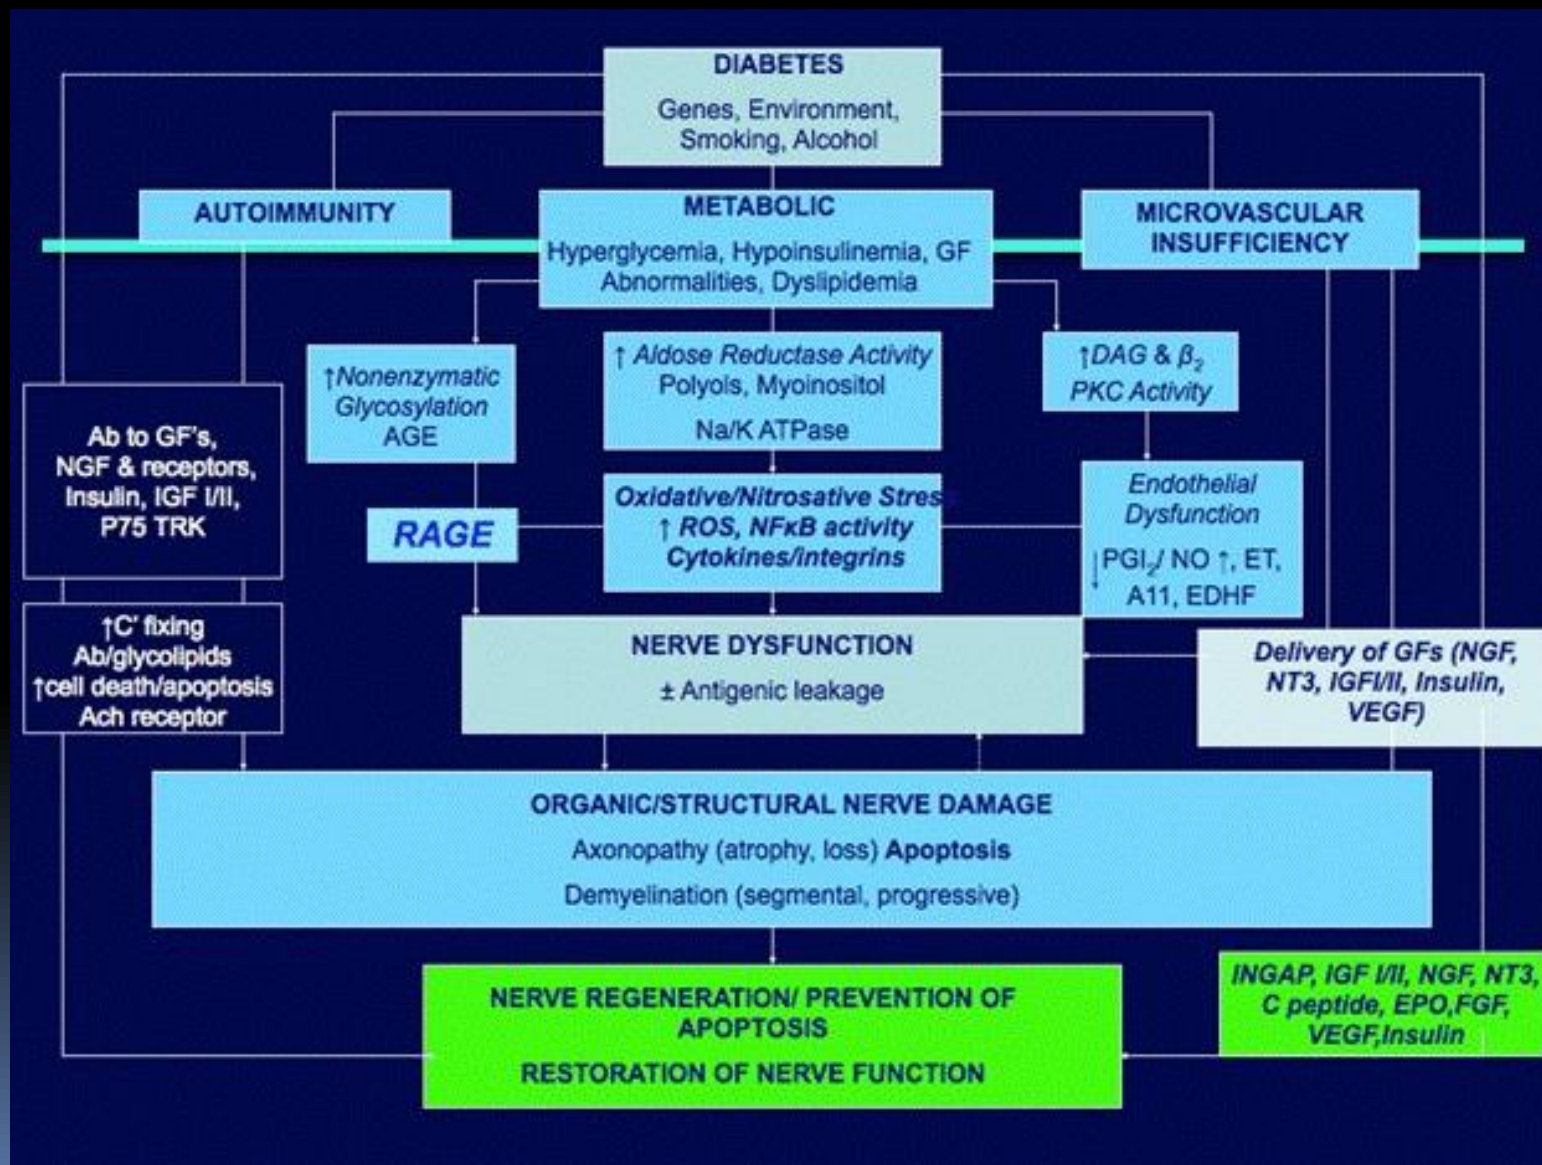 DIABETES
Genes, Environment,
Smoking, Alcohol
AUTOIMMUNITY
METABOLIC
Hyperglycemia, Hypoinsulinemia, GF
Abnormalities, Dyslipidemia
MICROVASCULAR
INSUFFICIENCY
↑Nonenzymatic
Glycosylation
AGE
↑ Aldose Reductase Activity
Polyols, Myoinositol
Na/K ATPase
↑DAG & β₂
PKC Activity
Ab to GF's,
NGF & receptors,
Insulin, IGF I/II,
P75 TRK
RAGE
Oxidative/Nitrosative Stres
↑ ROS, NFκB activity
Cytokines/integrins
Endothelial
Dysfunction
↓PGI₂/ NO ↑, ET,
A11, EDHF
↑C' fixing
Ab/glycolipids
↑cell death/apoptosis
Ach receptor
NERVE DYSFUNCTION
± Antigenic leakage
Delivery of GFs (NGF,
NT3, IGFI/II, Insulin,
VEGF)
ORGANIC/STRUCTURAL NERVE DAMAGE
Axonopathy (atrophy, loss) Apoptosis
Demyelination (segmental, progressive)
NERVE REGENERATION/ PREVENTION OF
APOPTOSIS
RESTORATION OF NERVE FUNCTION
INGAP, IGF I/II, NGF, NT3,
C peptide, EPO,FGF,
VEGF,Insulin